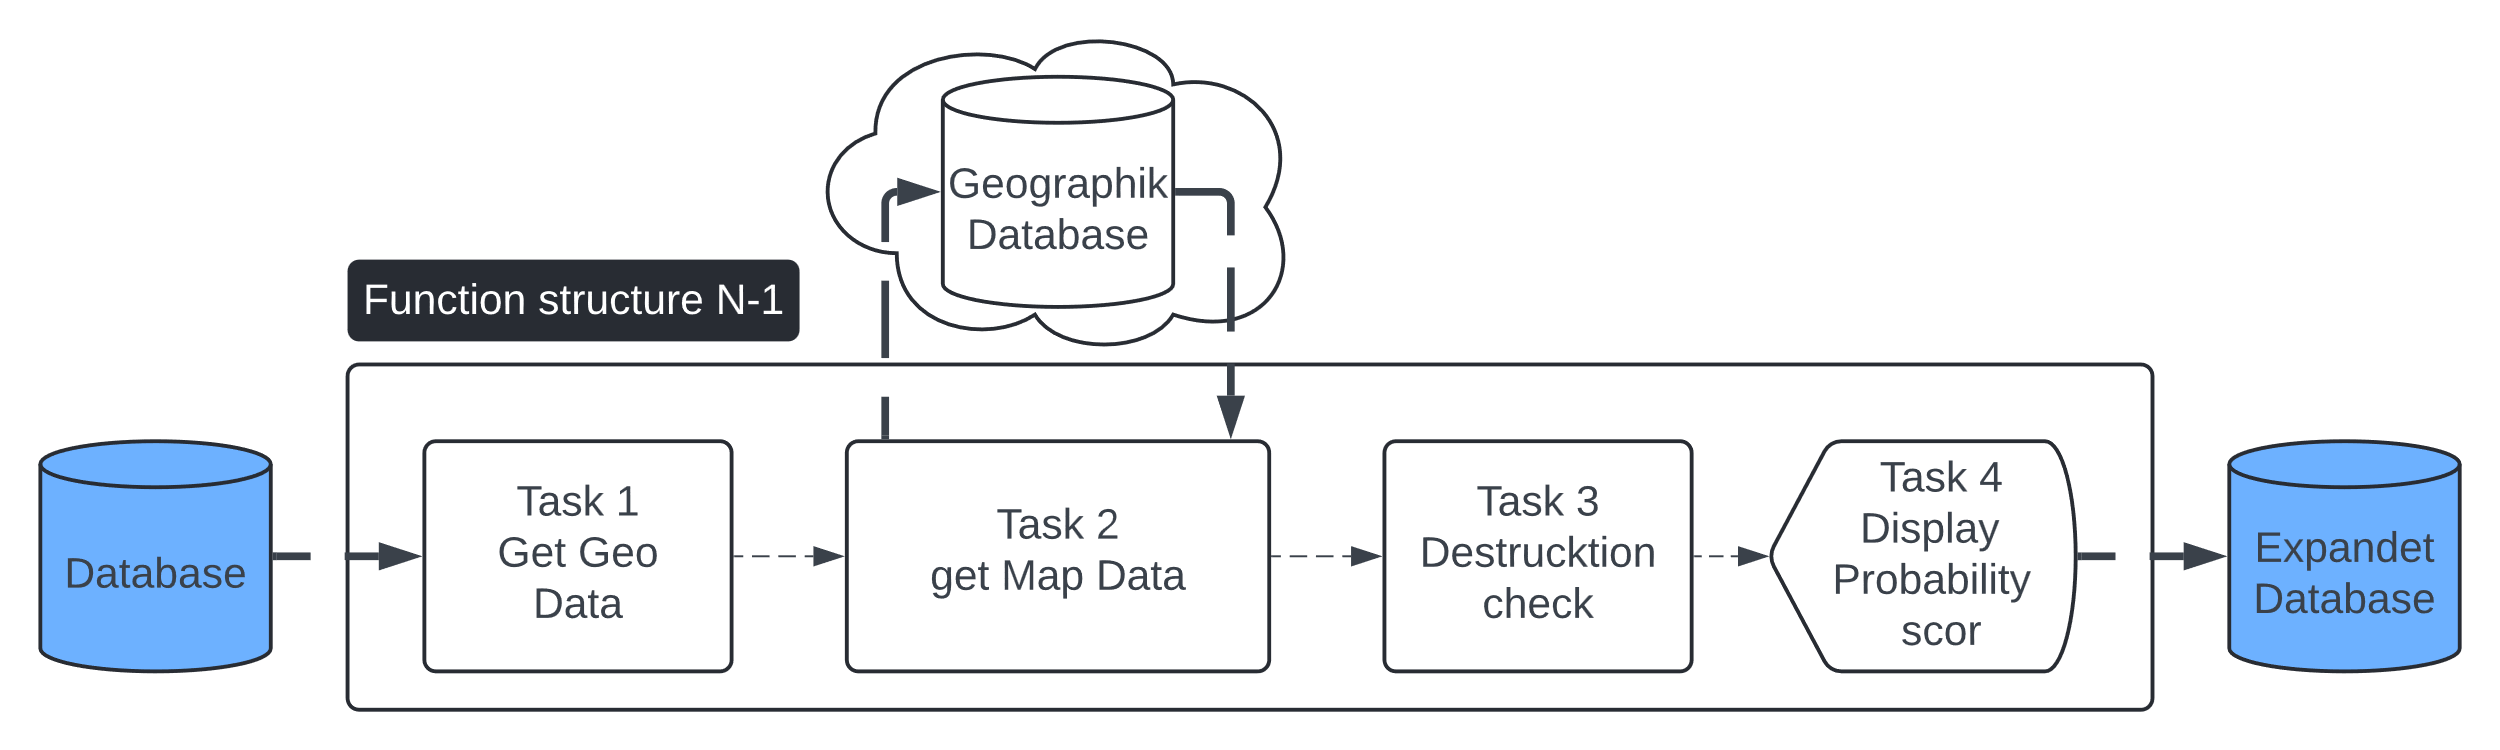 Geographik
Database
Function structure N-1
Database
Task 1
Get Geo
Data
Task 2
get Map Data
Task 3
Destrucktion
check
Task 4
Display
Probability
scor
Expandet
Database